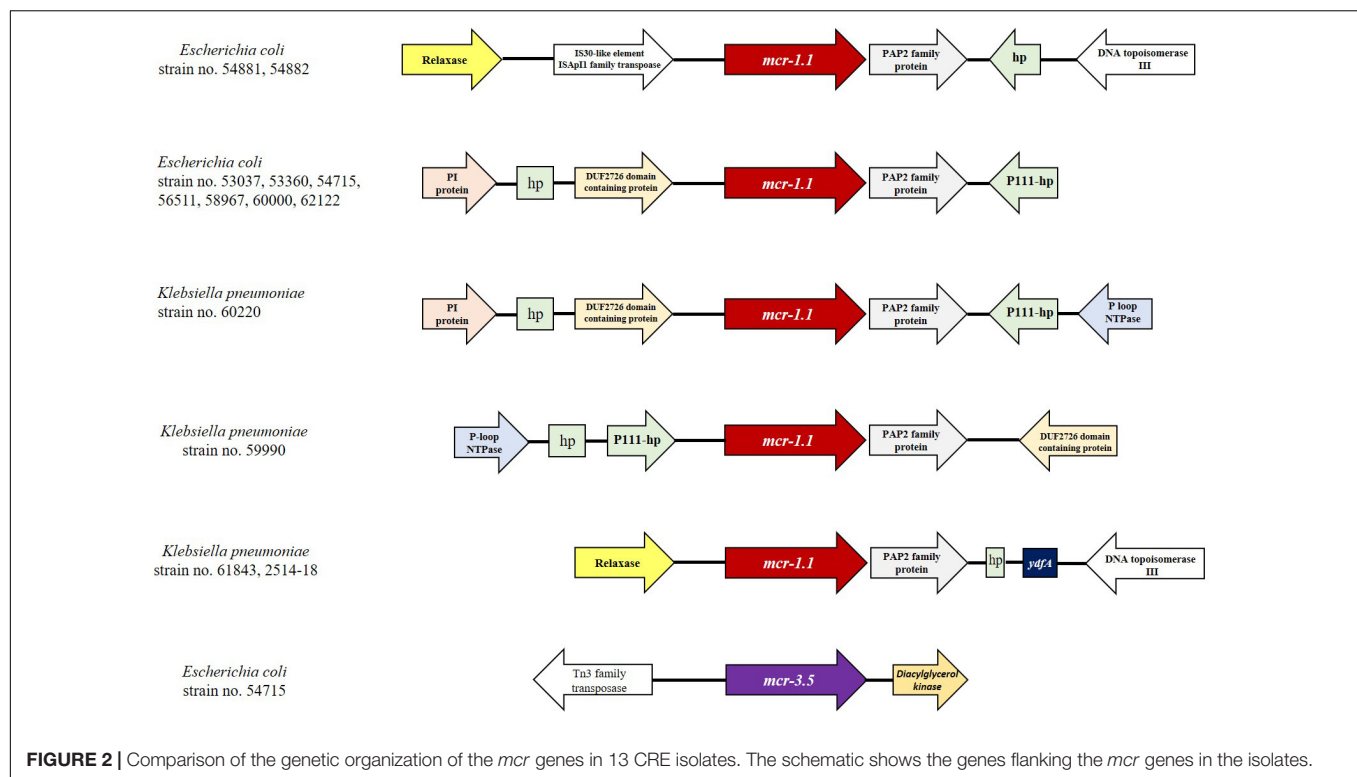 Escherichia coli
strain no. 54881, 54882
Relaxase
IS30-like element
ISApI1 family transpoase
mcr-1.1
PAP2 family
protein
hp
DNA topoisomerase
III
Escherichia coli
strain no. 53037, 53360, 54715,
56511, 58967, 60000, 62122
PI
protein
hp
DUF2726 domain
containing protein
mcr-1.1
PAP2 family
protein
P111-hp
Klebsiella pneumoniae
strain no. 60220
PI
protein
hp
DUF2726 domain
containing protein
mcr-1.1
PAP2 family
protein
P111-hp
P loop
NTPase
Klebsiella pneumoniae
strain no. 59990
P-loop
NTPase
hp
P111-hp
mcr-1.1
PAP2 family
protein
DUF2726 domain
containing protein
Klebsiella pneumoniae
strain no. 61843, 2514-18
Relaxase
mcr-1.1
PAP2 family
protein
hp
ydfA
DNA topoisomerase
III
Escherichia coli
strain no. 54715
Tn3 family
transposase
mcr-3.5
Diacylglycerol
kinase
FIGURE 2 | Comparison of the genetic organization of the mcr genes in 13 CRE isolates. The schematic shows the genes flanking the mcr genes in the isolates.